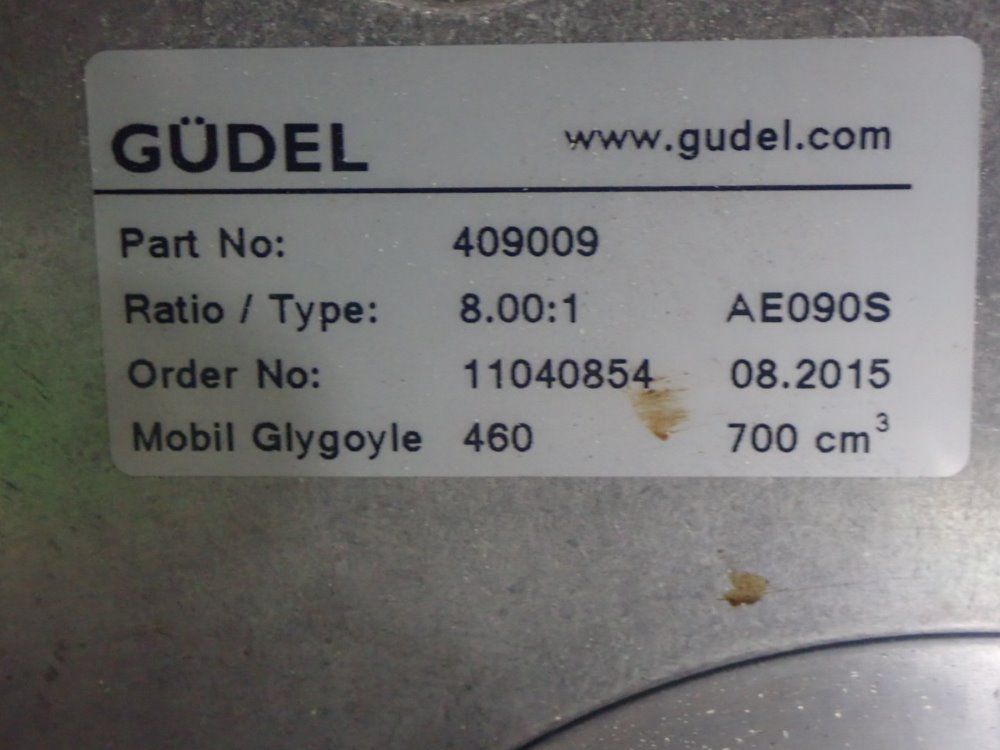 GÜDEL www.gudel.com
Part No: 409009
Ratio / Type: 8.00:1 AE090S
Order No: 11040854 08.2015
Mobil Glygoyle 460 700 cm³